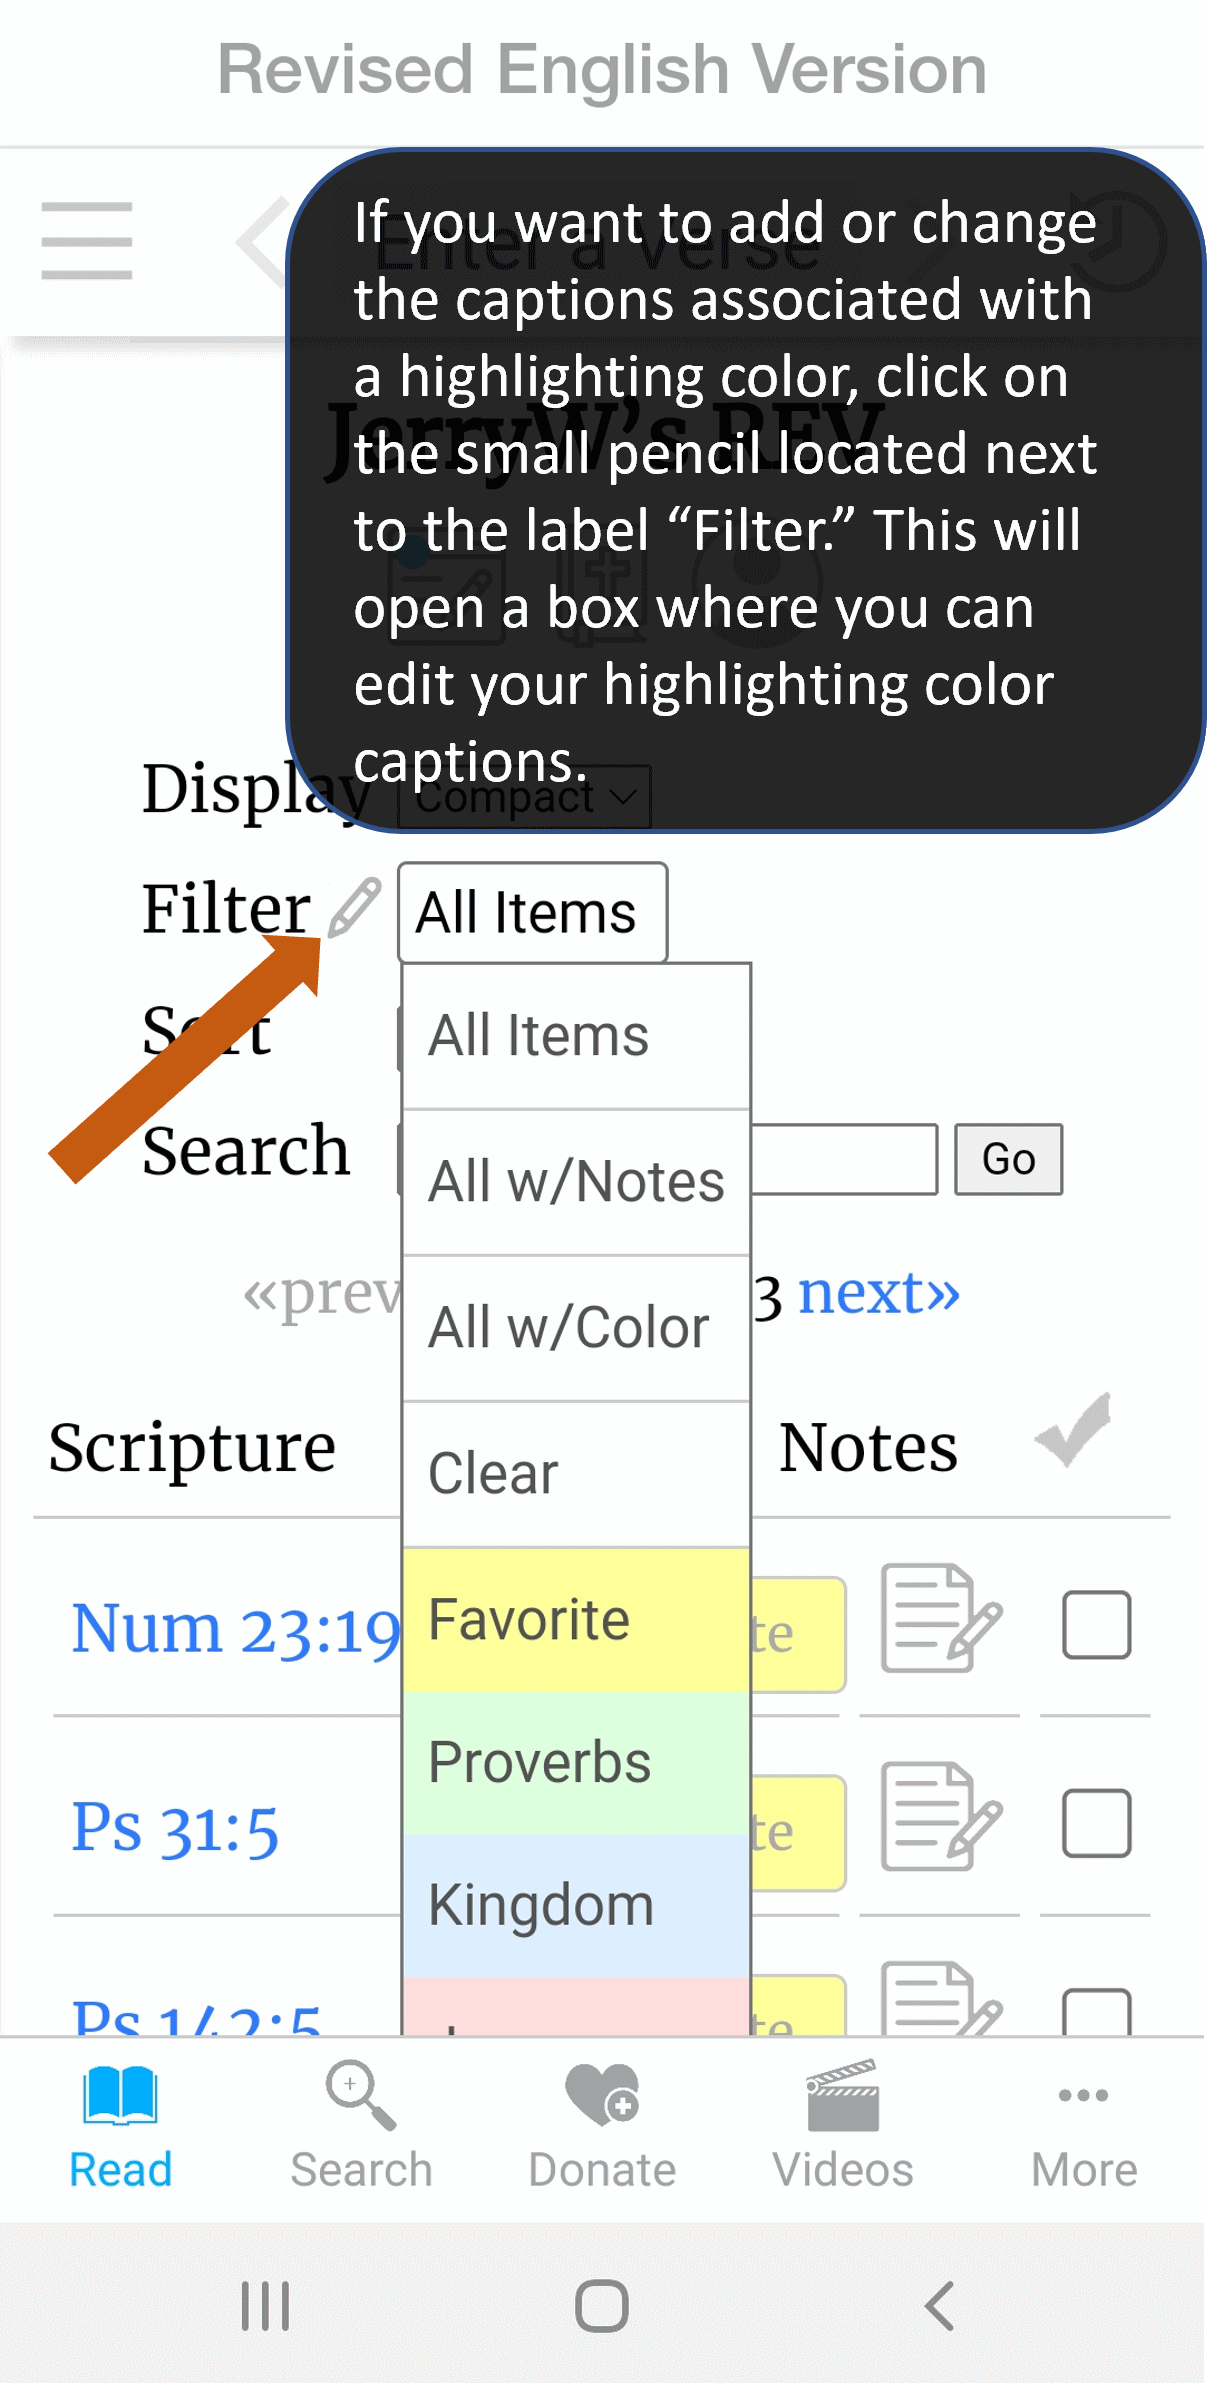 Revised English Version
Enter a Verse
If you want to add or change
the captions associated with
a highlighting color, click on
the small pencil located next
to the label “Filter.” This will
open a box where you can
edit your highlighting color
captions.
JerryW’s REV
Display Compact
Filter All Items
All Items
Sort
All w/Notes
Search Go
All w/Color
«prev 3 next»
Clear
Scripture Notes
Favorite
Num 23:19 te
Proverbs
Ps 31:5 te
Kingdom
Ps 142:5 te
Read Search Donate Videos More